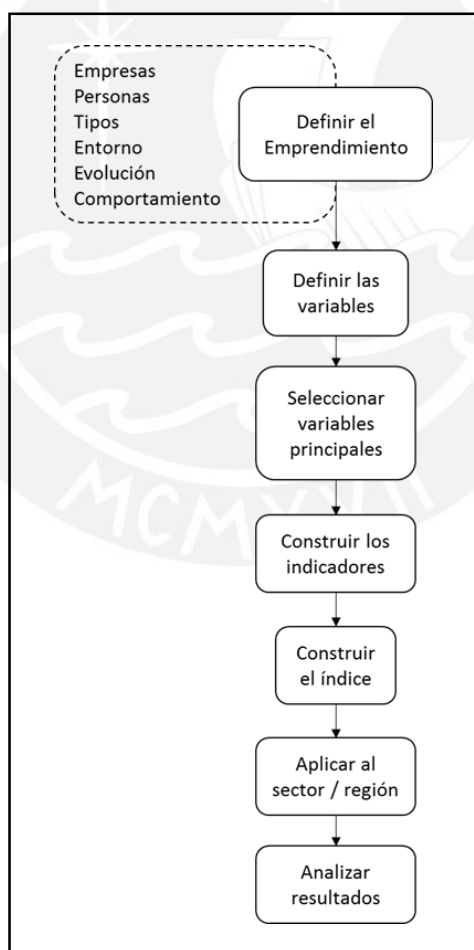 Empresas
Personas
Tipos
Entorno
Evolución
Comportamiento
Definir el
Emprendimiento
Definir las
variables
Seleccionar
variables
principales
Construir los
indicadores
Construir
el índice
Aplicar al
sector / región
Analizar
resultados
MCMXVII